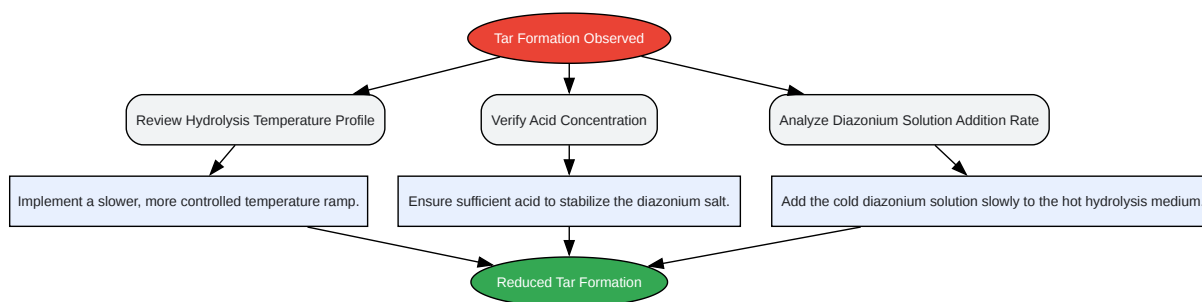 Tar Formation Observed
Review Hydrolysis Temperature Profile
Verify Acid Concentration
Analyze Diazonium Solution Addition Rate
Implement a slower, more controlled temperature ramp.
Ensure sufficient acid to stabilize the diazonium salt.
Add the cold diazonium solution slowly to the hot hydrolysis medium.
Reduced Tar Formation